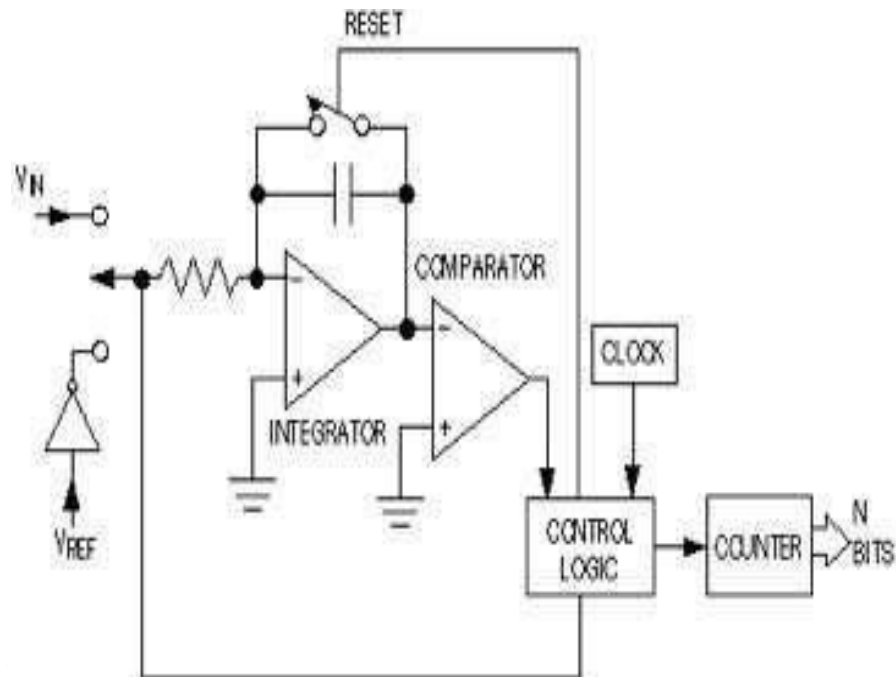 RESET
VIN
COMPARATOR
CLOCK
INTEGRATOR
VREF
CONTROL
LOGIC
COUNTER
N
BITS